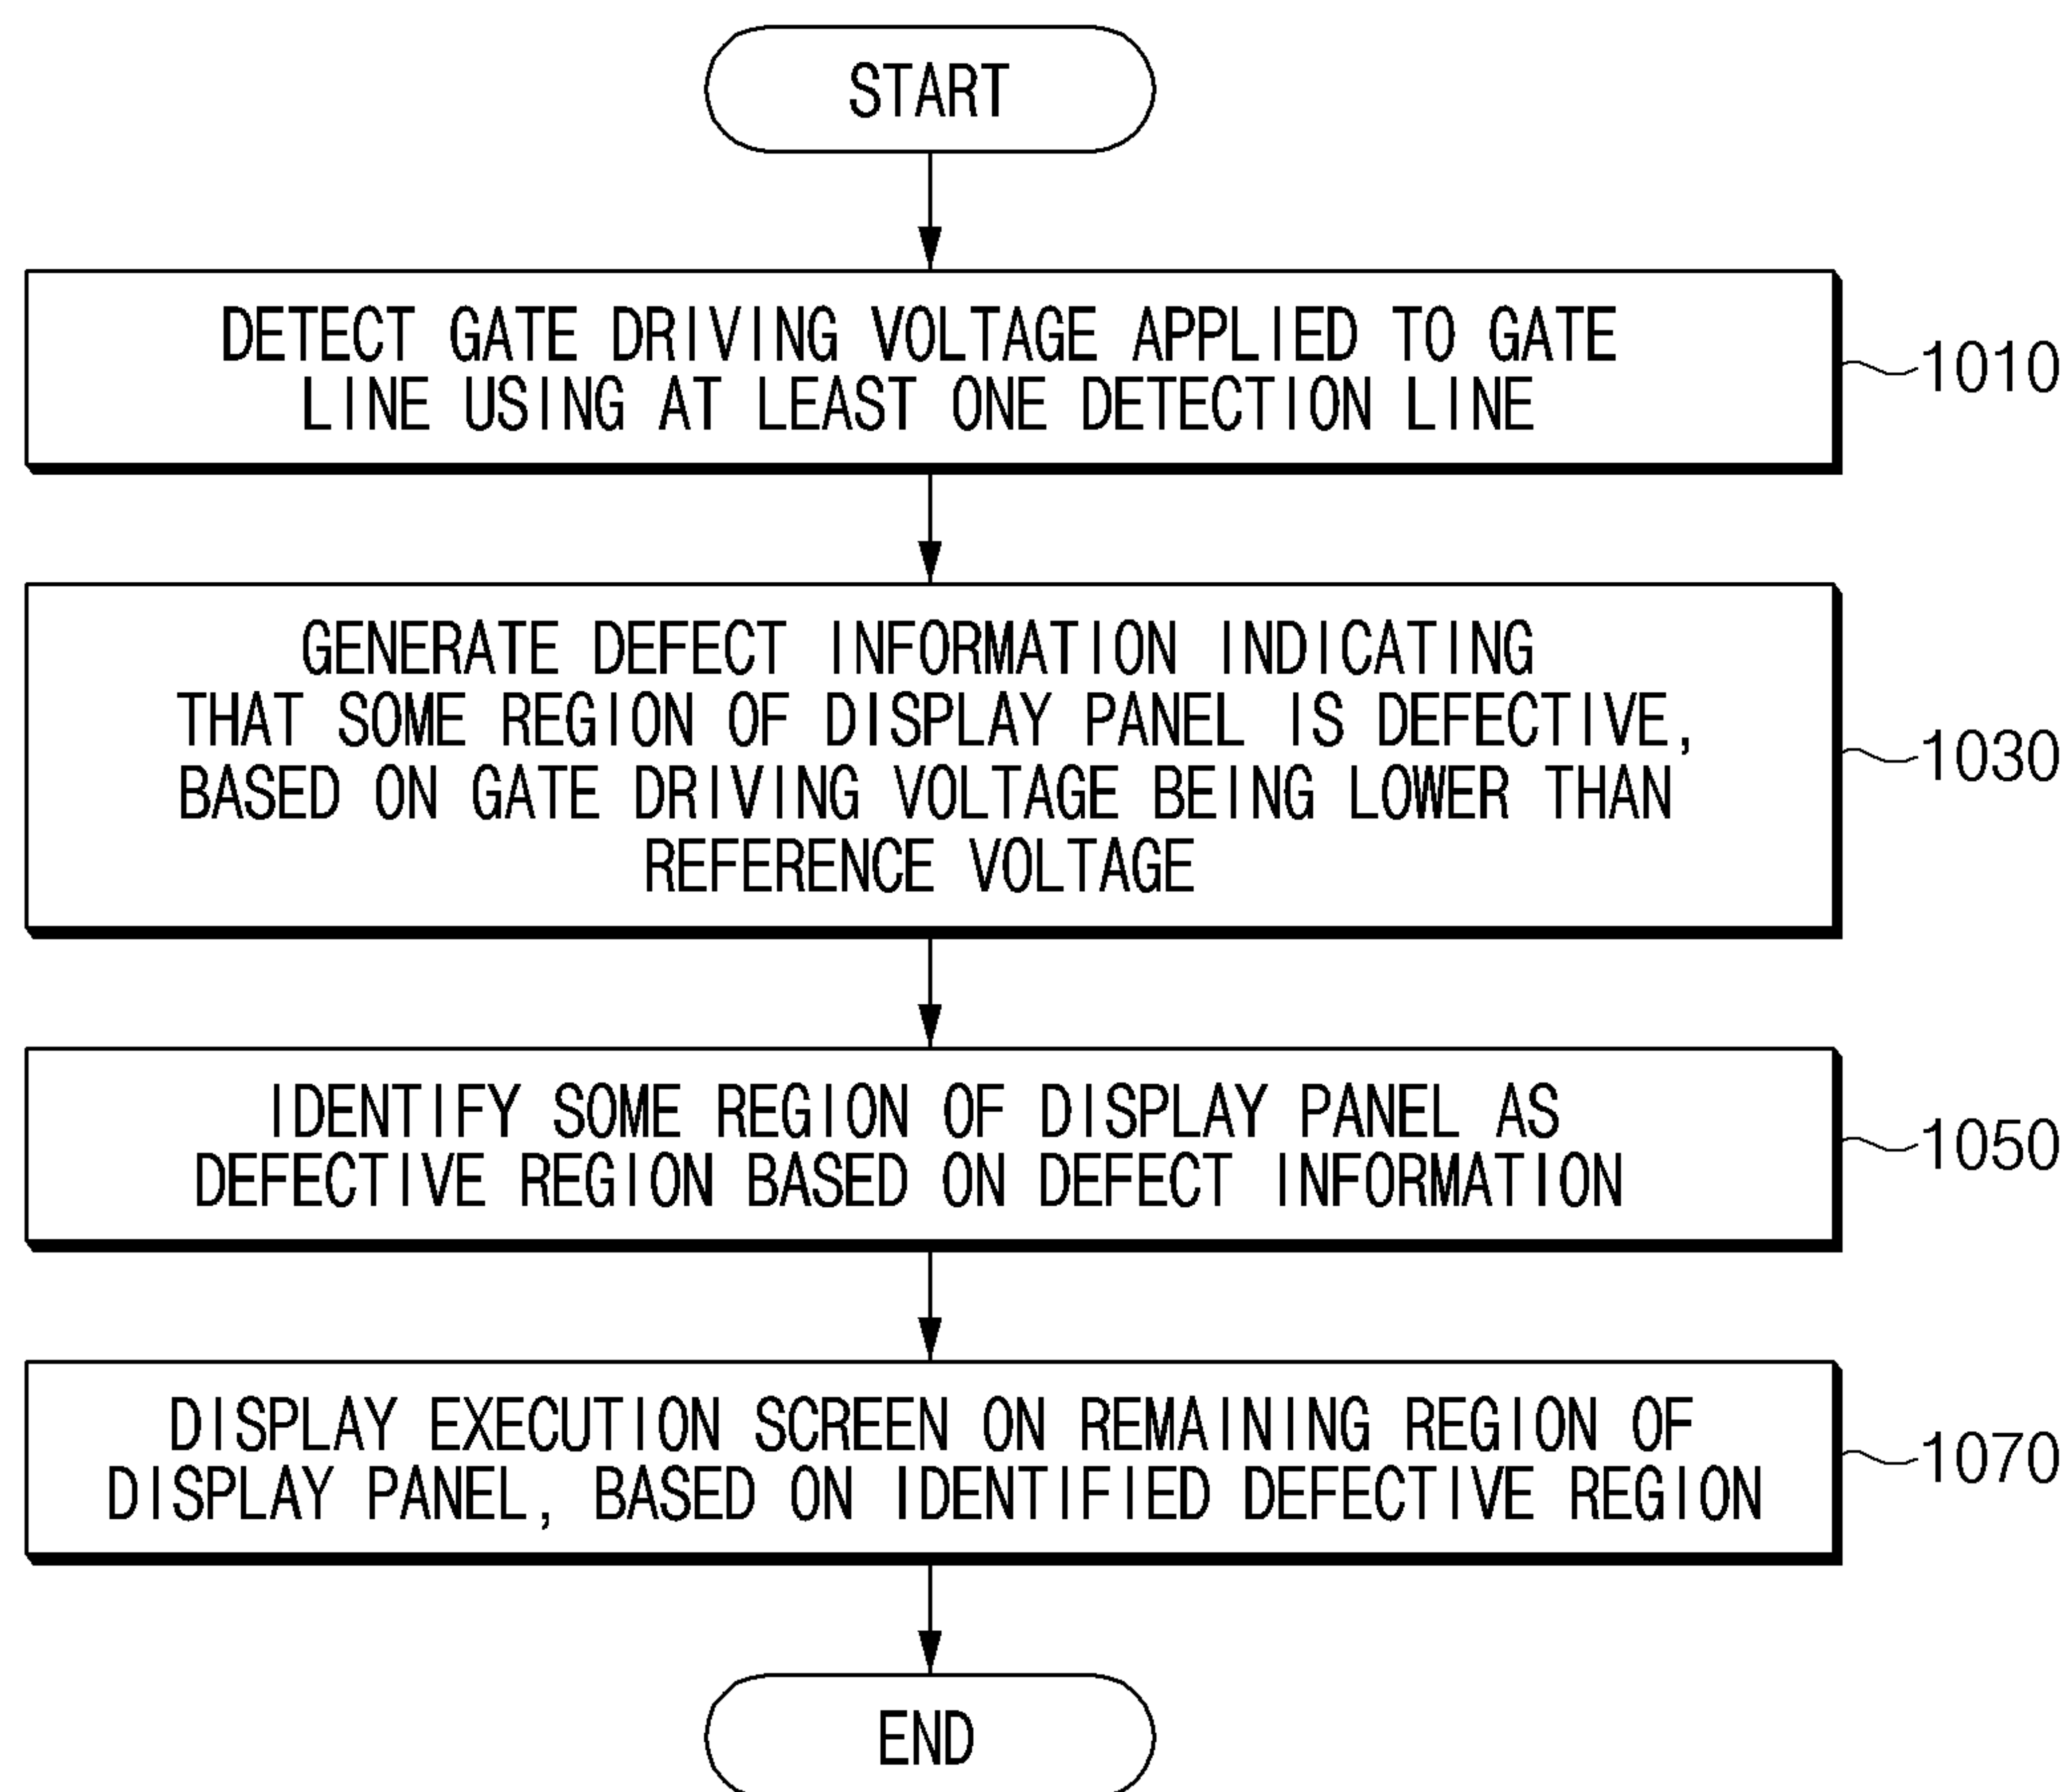 START
DETECT GATE DRIVING VOLTAGE APPLIED TO GATE
LINE USING AT LEAST ONE DETECTION LINE
1010
GENERATE DEFECT INFORMATION INDICATING
THAT SOME REGION OF DISPLAY PANEL IS DEFECTIVE,
BASED ON GATE DRIVING VOLTAGE BEING LOWER THAN
REFERENCE VOLTAGE
1030
IDENTIFY SOME REGION OF DISPLAY PANEL AS
DEFECTIVE REGION BASED ON DEFECT INFORMATION
1050
DISPLAY EXECUTION SCREEN ON REMAINING REGION OF
DISPLAY PANEL, BASED ON IDENTIFIED DEFECTIVE REGION
1070
END